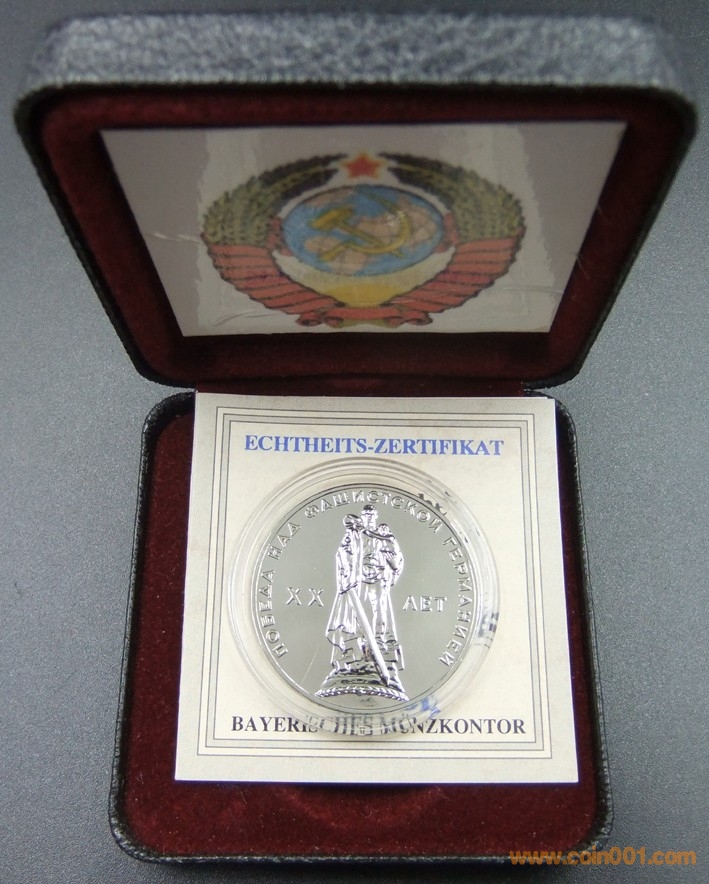 ECHTHEITS-ZERTIFIKAT
ПОБЕДА НАД ФАШИСТСКОЙ ГЕРМАНИЕЙ
XX ЛЕТ
BAYERISCHES MÜNZKONTOR
www.coin001.com